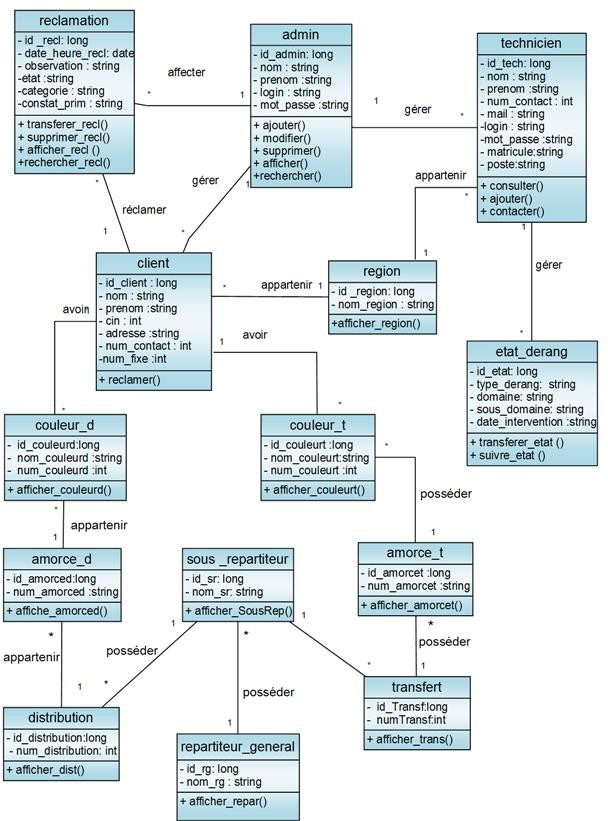 reclamation
- id _recl: long
- date_heure_recl: date
- observation : string
-etat :string
-categorie : string
- constat_prim : string
+ transferer_recl()
+ supprimer_recl()
+ afficher_recl ()
+rechercher_recl()
affecter
*
1
admin
- id_admin: long
- nom : string
- prenom : string
- login : string
- mot_passe :string
+ ajouter()
+ modifier()
+ supprimer()
+ afficher()
+rechercher()
1
gérer
*
technicien
- id_tech: long
- nom : string
- prenom :string
- num_contact : int
- mail : string
-login : string
-mot_passe :string
- matricule:string
- poste:string
+ consulter()
+ ajouter()
+ contacter()
*
réclamer
1
1
gérer
*
appartenir
*
1
1
gérer
*
client
- id_client : long
- nom : string
- prenom :string
- cin : int
- adresse :string
- num_contact : int
-num_fixe :int
+ reclamer()
*
appartenir
1
region
- id _region: long
- nom_region : string
+afficher_region()
avoir
*
1
avoir
*
etat_derang
- id_etat: long
- type_derang: string
- domaine: string
- sous_domaine: string
- date_intervention :string
+ transferer_etat ()
+ suivre_etat ()
couleur_d
- id_couleurd:long
- nom_couleurd :string
- num_couleurd :int
+ afficher_couleurd()
couleur_t
- id_couleurt :long
- nom_couleurt:string
- num_couleurt :int
+ afficher_couleurt()
*
posséder
1
*
appartenir
1
amorce_d
- id_amorced:long
- num_amorced :string
+ affiche_amorced()
sous _repartiteur
- id_sr: long
- nom_sr: string
+ afficher_SousRep()
amorce_t
- id_amorcet :long
- num_amorcet :string
+ afficher_amorcet()
*
appartenir
1
1
posséder
*
*
posséder
1
1
*
*
posséder
1
distribution
- id_distribution:long
- num_distribution: int
+ afficher_dist()
repartiteur_general
- id_rg: long
- nom_rg : string
+ afficher_repar()
transfert
- id_Transf:long
- numTransf:int
+ afficher_trans()